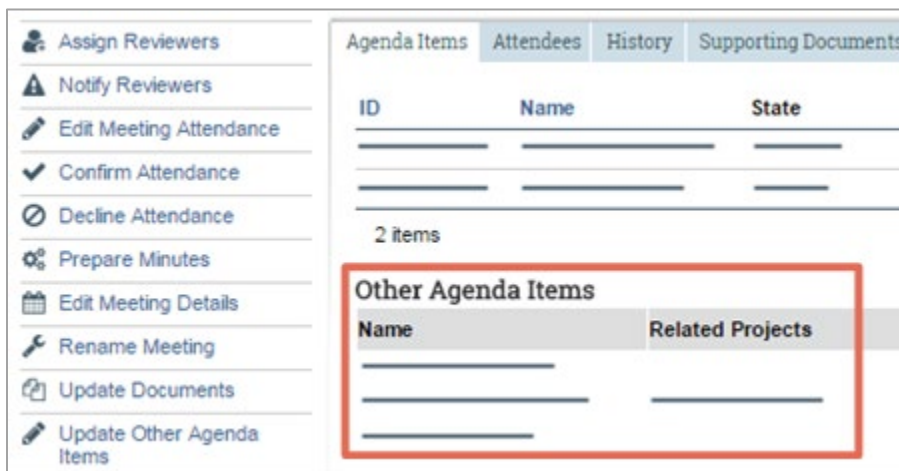 Assign Reviewers
Notify Reviewers
Edit Meeting Attendance
Confirm Attendance
Decline Attendance
Prepare Minutes
Edit Meeting Details
Rename Meeting
Update Documents
Update Other Agenda
Items
Agenda Items Attendees History Supporting Documents
ID Name State
2 items
Other Agenda Items
Name Related Projects